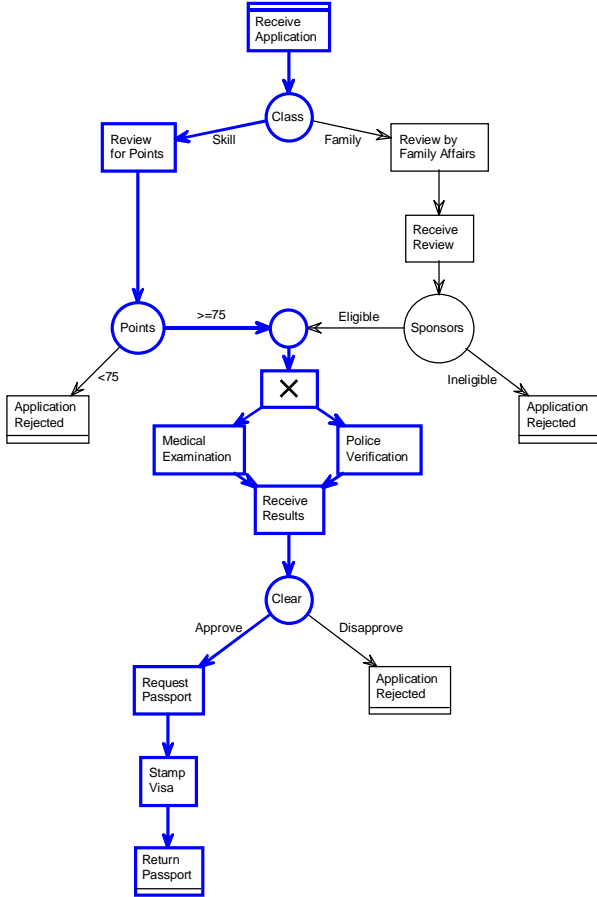 Receive
Application
Class
Skill
Family
Review
for Points
Review by
Family Affairs
Receive
Review
Points
>=75
Eligible
Sponsors
<75
Ineligible
Application
Rejected
Application
Rejected
Medical
Examination
Police
Verification
Receive
Results
Clear
Approve
Disapprove
Request
Passport
Application
Rejected
Stamp
Visa
Return
Passport